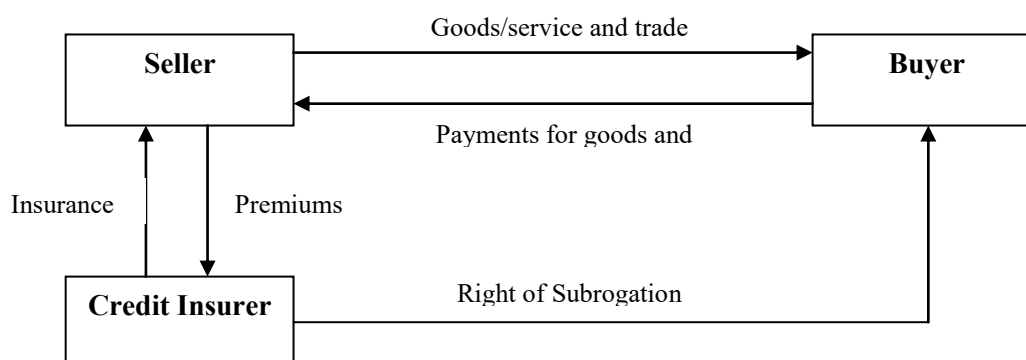 Goods/service and trade
Seller
Buyer
Payments for goods and
Insurance
Premiums
Credit Insurer
Right of Subrogation